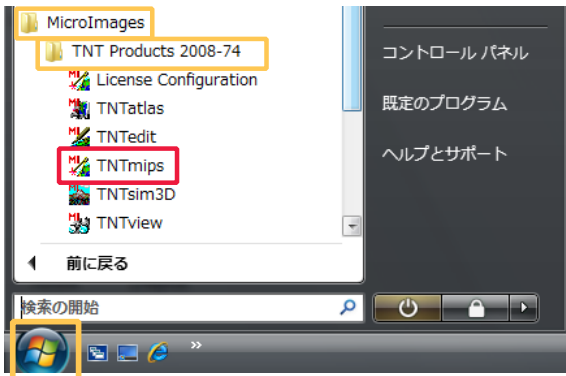 MicroImages
TNT Products 2008-74
License Configuration
TNTatlas
TNTedit
TNTmips
TNTsim3D
TNTview
前に戻る
検索の開始
コントロール パネル
既定のプログラム
ヘルプとサポート